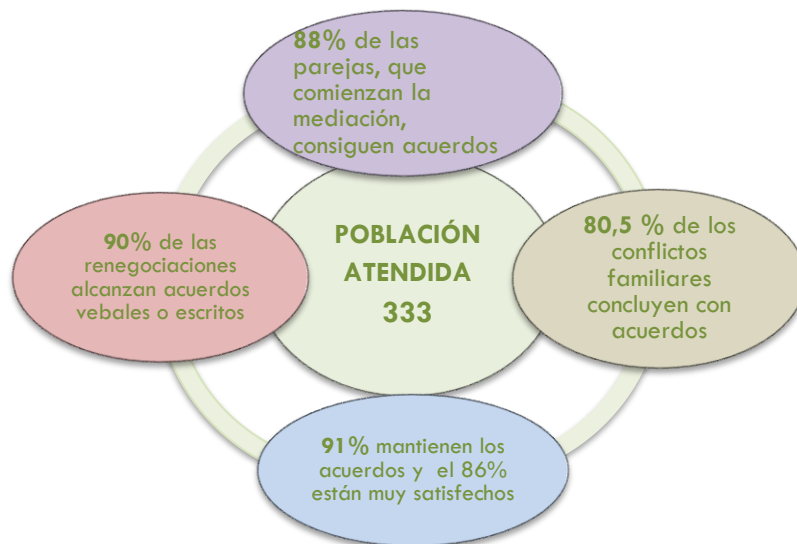 88% de las
parejas, que
comienzan la
mediación,
consiguen acuerdos
90% de las
renegociaciones
alcanzan acuerdos
vebales o escritos
POBLACIÓN
ATENDIDA
333
80,5 % de los
conflictos
familiares
concluyen con
acuerdos
91% mantienen los
acuerdos y el 86%
están muy satisfechos